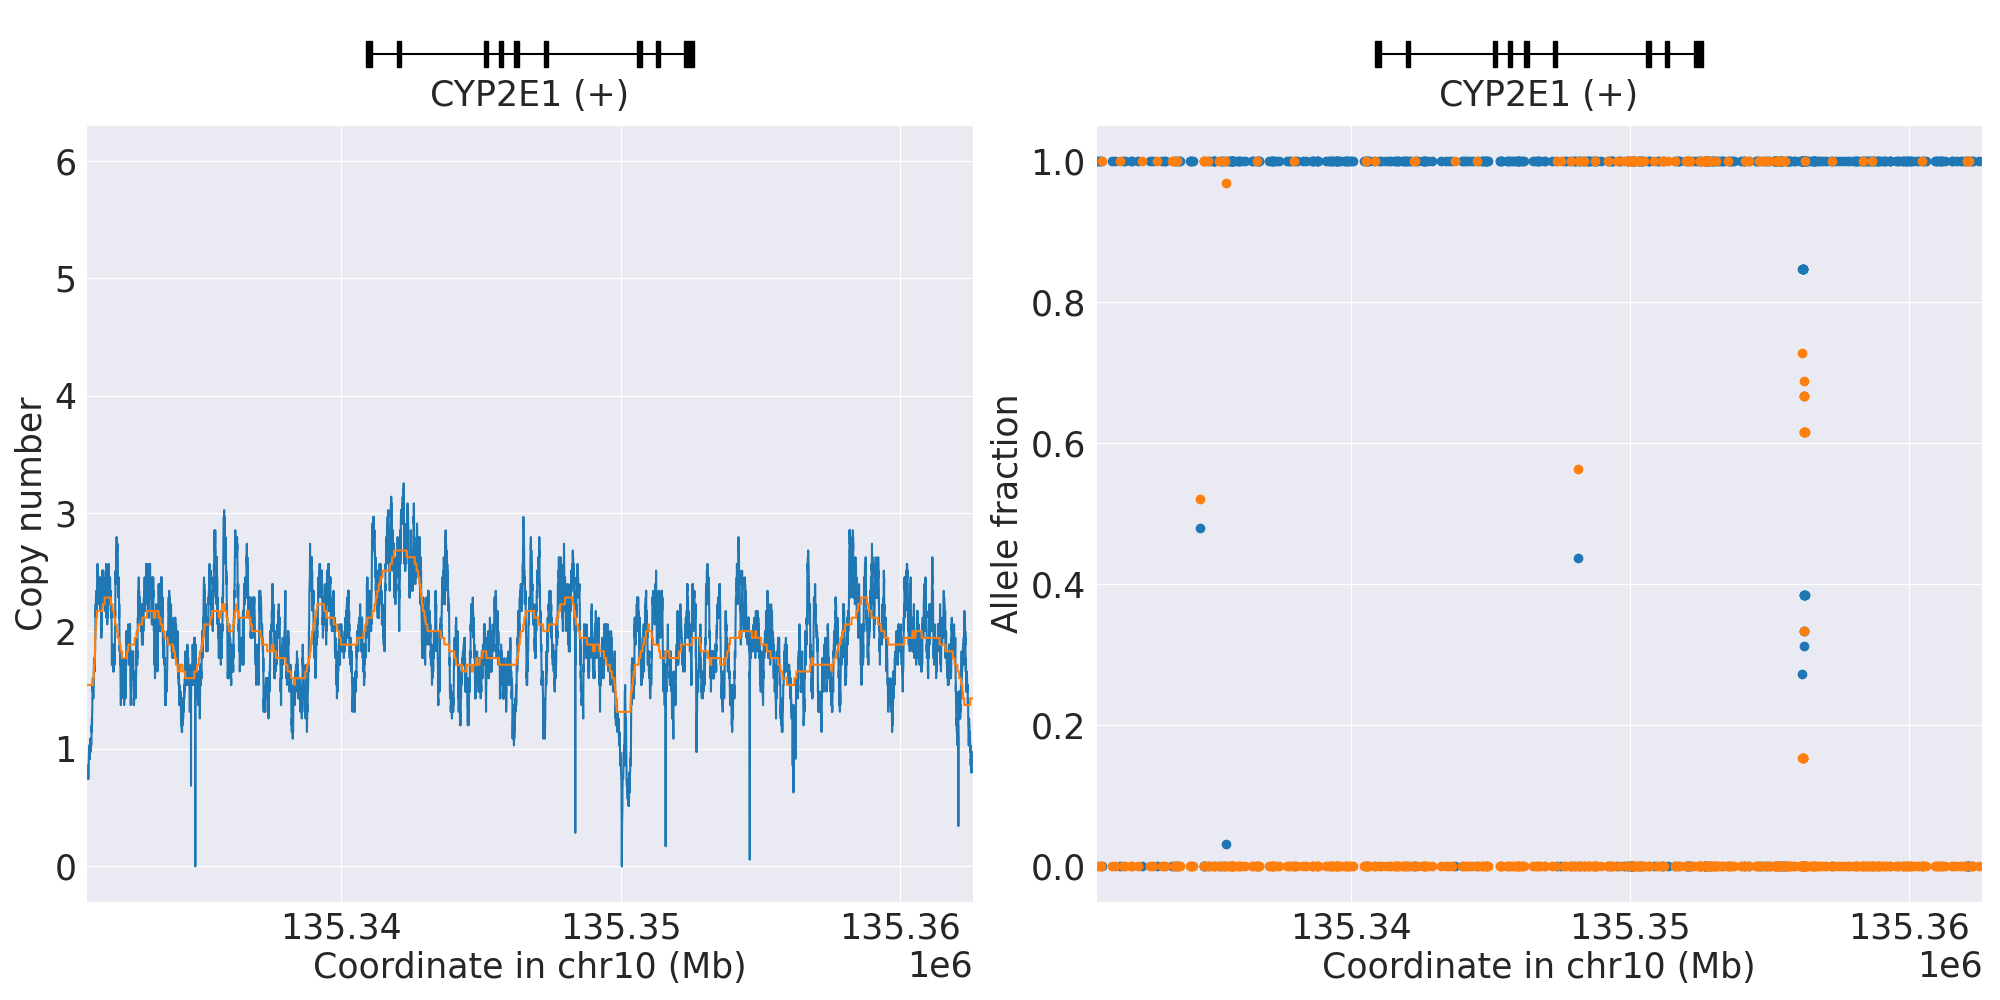 CYP2E1 (+)
CYP2E1 (+)
6
5
4
3
2
1
0
Copy number
135.34 135.35 135.36
Coordinate in chr10 (Mb)
1e6
1.0
0.8
0.6
0.4
0.2
0.0
Allele fraction
135.34 135.35 135.36
Coordinate in chr10 (Mb)
1e6